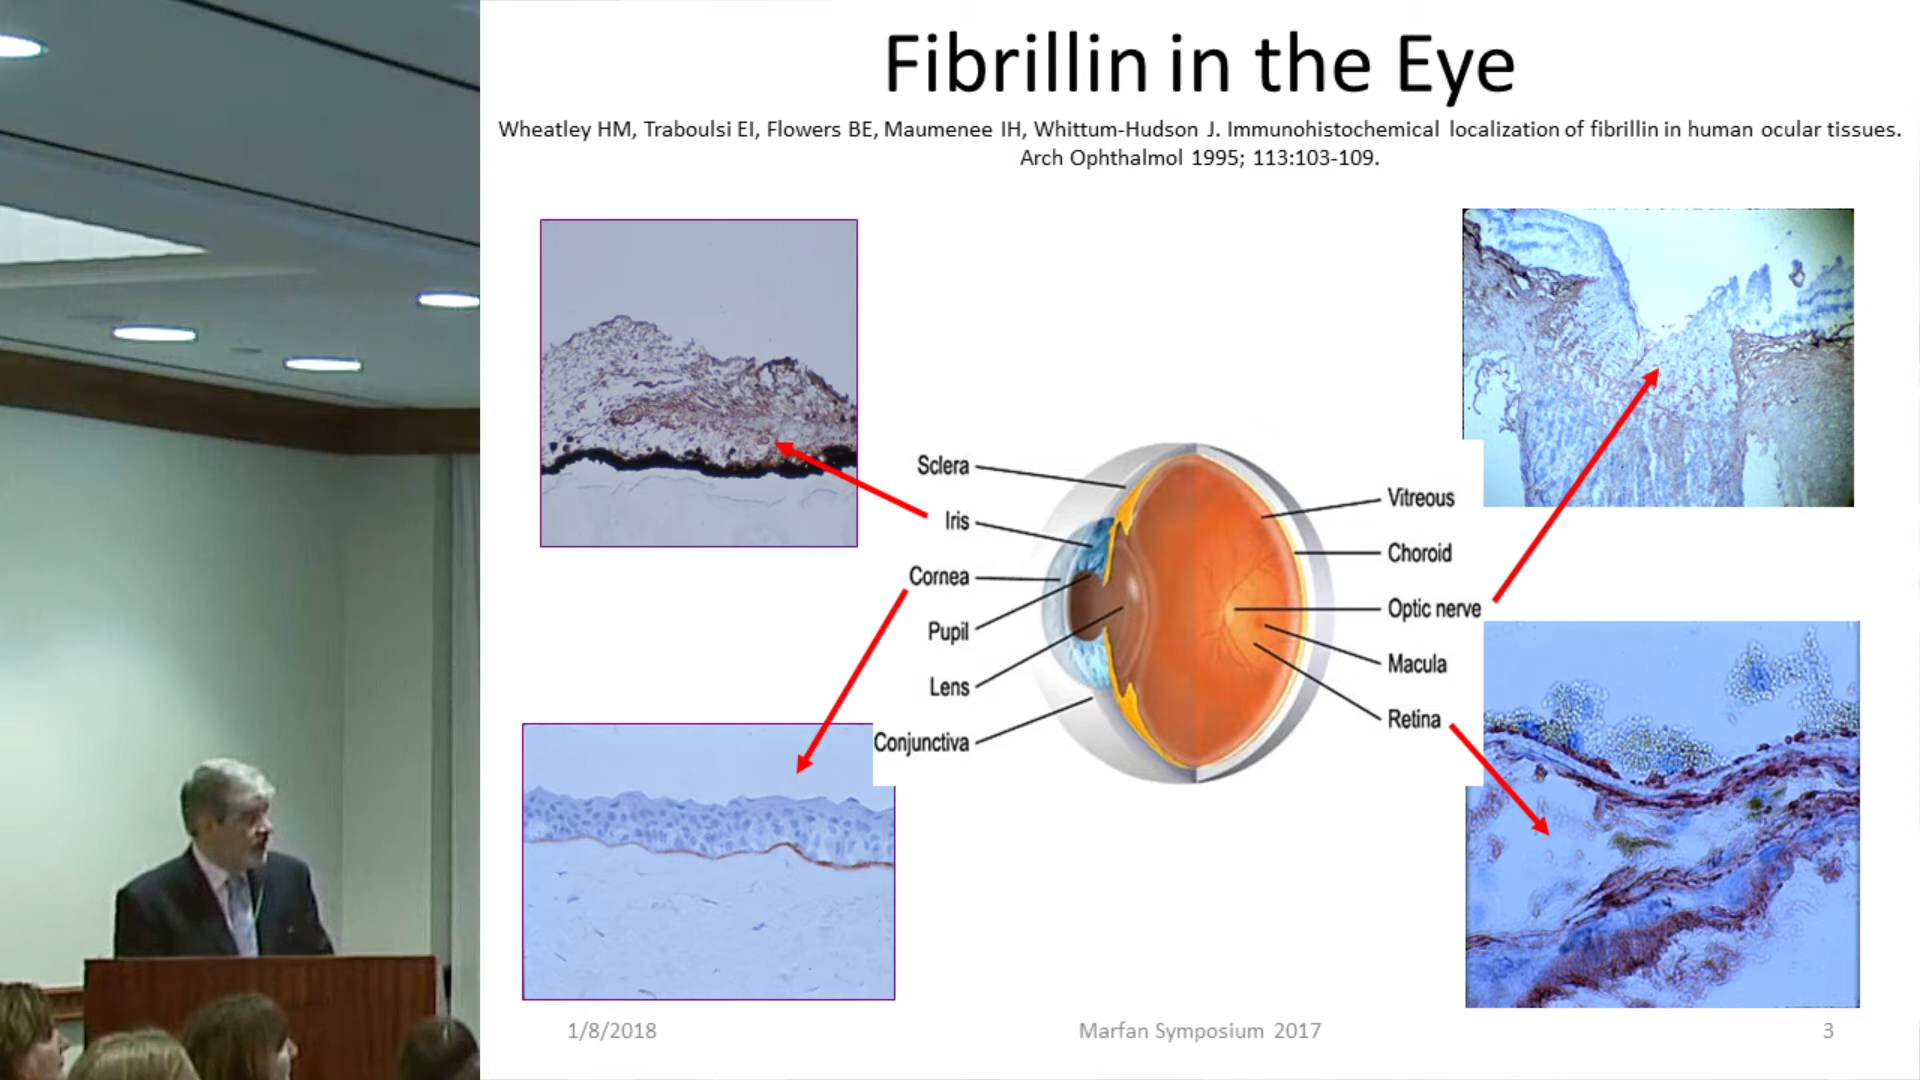 Fibrillin in the Eye
Wheatley HM, Traboulsi EI, Flowers BE, Maumenee IH, Whittum-Hudson J. Immunohistochemical localization of fibrillin in human ocular tissues.
Arch Ophthalmol 1995; 113:103-109.
Sclera
Iris
Cornea
Pupil
Lens
Conjunctiva
Vitreous
Choroid
Optic nerve
Macula
Retina
1/8/2018
Marfan Symposium 2017
3